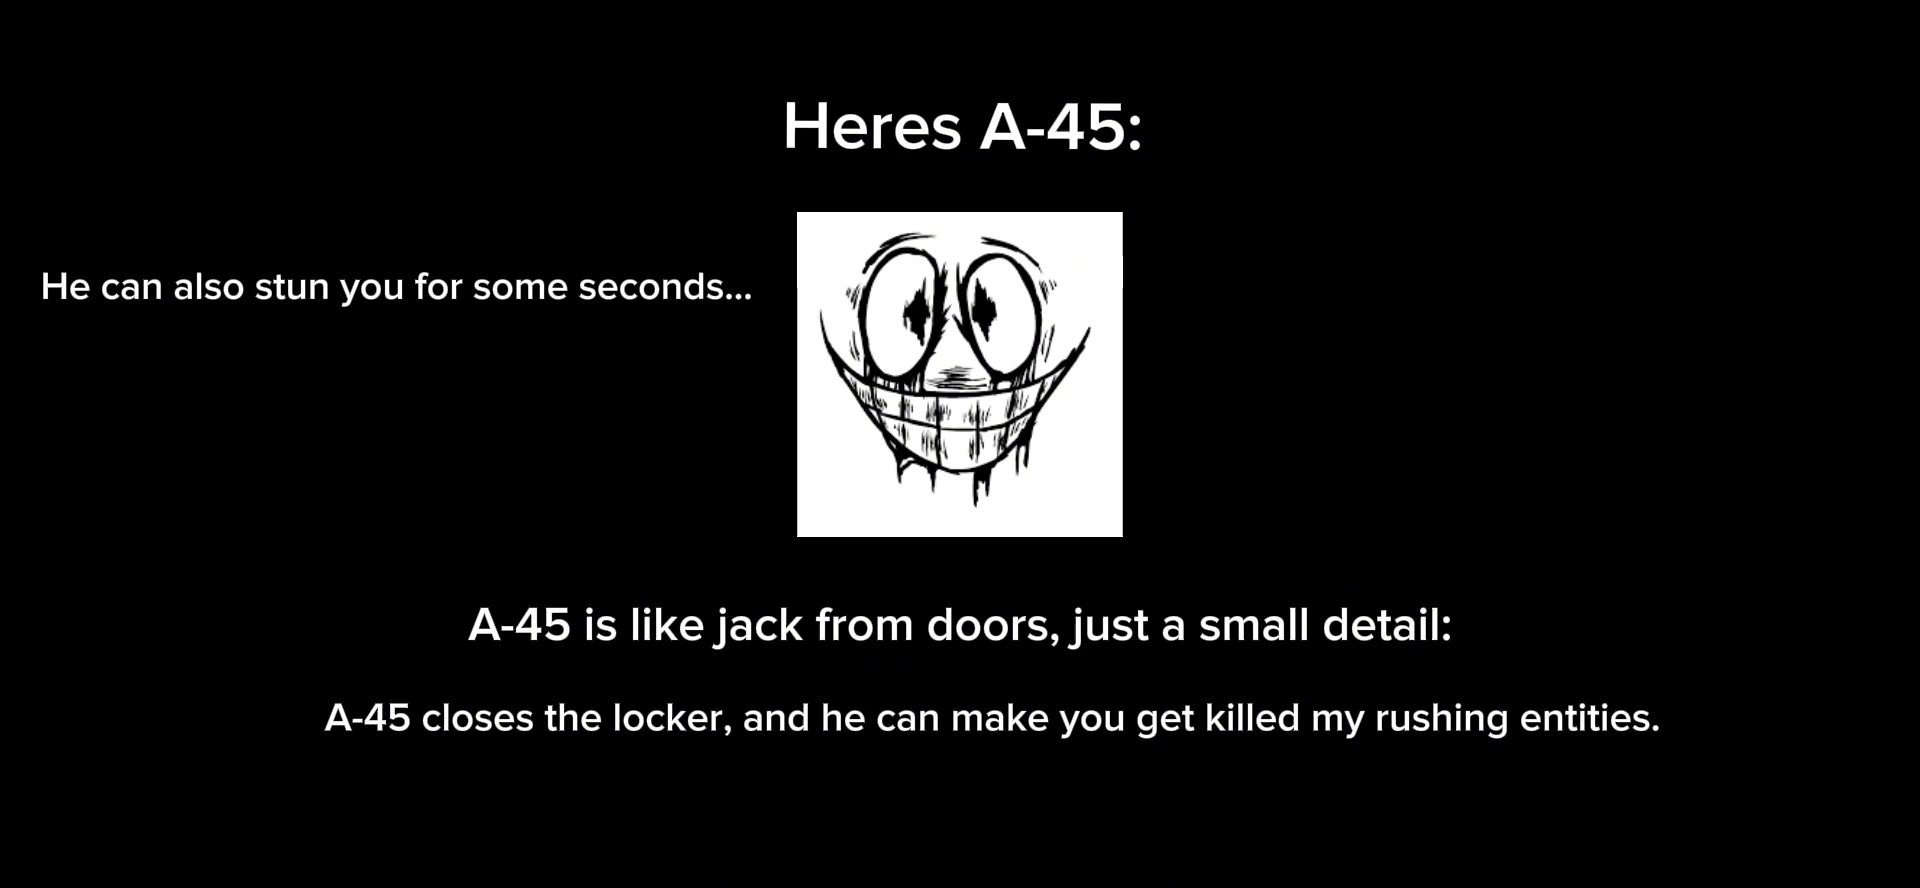 Heres A-45:
He can also stun you for some seconds...
A-45 is like jack from doors, just a small detail:
A-45 closes the locker, and he can make you get killed my rushing entities.